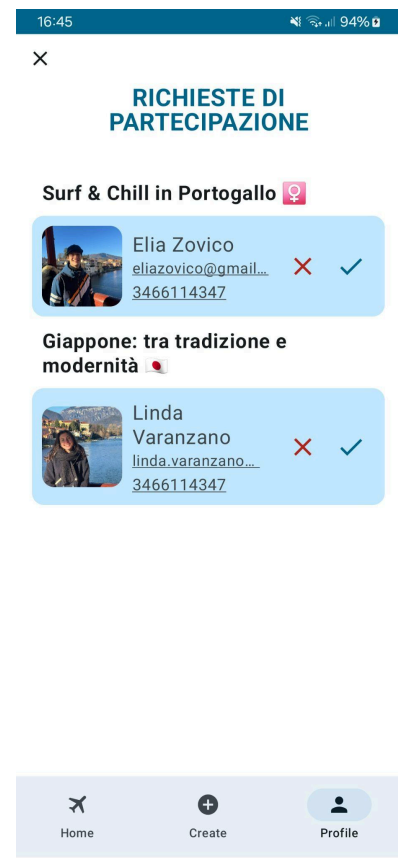 16:45
94%
RICHIESTE DI
PARTECIPAZIONE
Surf & Chill in Portogallo 🚺
Elia Zovico
eliazovico@gmail...
3466114347
Giappone: tra tradizione e
modernità 🇯🇵
Linda
Varanzano
linda.varanzano...
3466114347
Home
Create
Profile